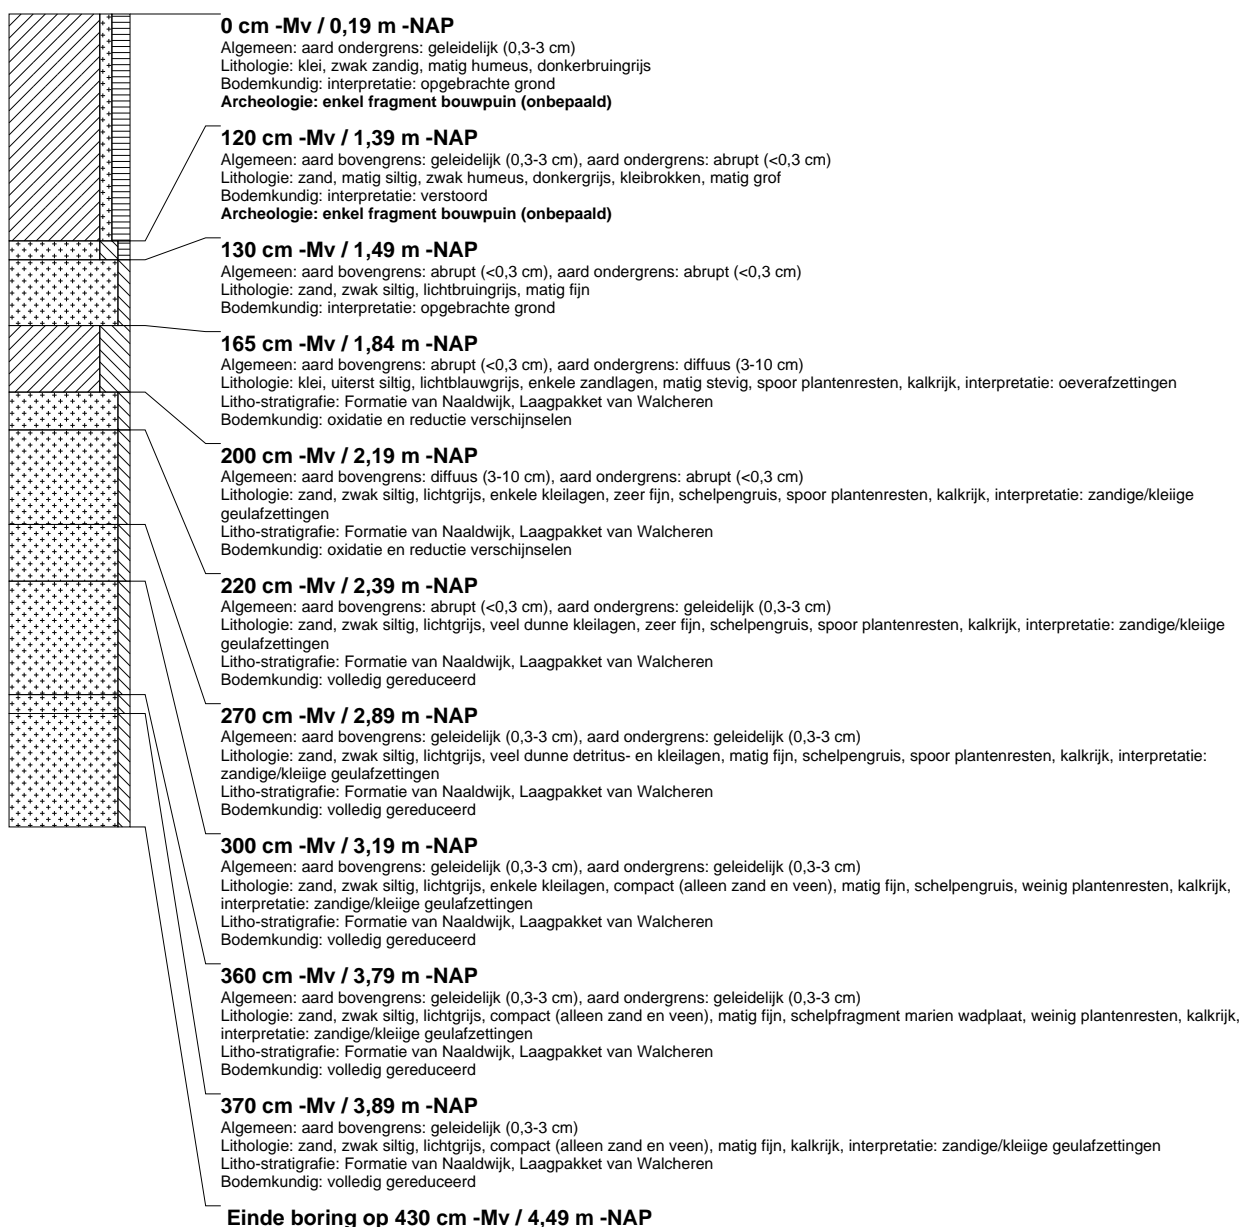 0 cm -Mv / 0,19 m -NAP
Algemeen: aard ondergrens: geleidelijk (0,3-3 cm)
Lithologie: klei, zwak zandig, matig humeus, donkerbruingrijs
Bodemkundig: interpretatie: opgebrachte grond
Archeologie: enkel fragment bouwpuin (onbepaald)
120 cm -Mv / 1,39 m -NAP
Algemeen: aard bovengrens: geleidelijk (0,3-3 cm), aard ondergrens: abrupt (<0,3 cm)
Lithologie: zand, matig siltig, zwak humeus, donkergrijs, kleibrokken, matig grof
Bodemkundig: interpretatie: verstoord
Archeologie: enkel fragment bouwpuin (onbepaald)
130 cm -Mv / 1,49 m -NAP
Algemeen: aard bovengrens: abrupt (<0,3 cm), aard ondergrens: abrupt (<0,3 cm)
Lithologie: zand, zwak siltig, lichtbruingrijs, matig fijn
Bodemkundig: interpretatie: opgebrachte grond
165 cm -Mv / 1,84 m -NAP
Algemeen: aard bovengrens: abrupt (<0,3 cm), aard ondergrens: diffuus (3-10 cm)
Lithologie: klei, uiterst siltig, lichtblauwgrijs, enkele zandlagen, matig stevig, spoor plantenresten, kalkrijk, interpretatie: oeverafzettingen
Litho-stratigrafie: Formatie van Naaldwijk, Laagpakket van Walcheren
Bodemkundig: oxidatie en reductie verschijnselen
200 cm -Mv / 2,19 m -NAP
Algemeen: aard bovengrens: diffuus (3-10 cm), aard ondergrens: abrupt (<0,3 cm)
Lithologie: zand, zwak siltig, lichtgrijs, enkele kleilagen, zeer fijn, schelpengruis, spoor plantenresten, kalkrijk, interpretatie: zandige/kleiige
geulafzettingen
Litho-stratigrafie: Formatie van Naaldwijk, Laagpakket van Walcheren
Bodemkundig: oxidatie en reductie verschijnselen
220 cm -Mv / 2,39 m -NAP
Algemeen: aard bovengrens: abrupt (<0,3 cm), aard ondergrens: geleidelijk (0,3-3 cm)
Lithologie: zand, zwak siltig, lichtgrijs, veel dunne kleilagen, zeer fijn, schelpengruis, spoor plantenresten, kalkrijk, interpretatie: zandige/kleiige
geulafzettingen
Litho-stratigrafie: Formatie van Naaldwijk, Laagpakket van Walcheren
Bodemkundig: volledig gereduceerd
270 cm -Mv / 2,89 m -NAP
Algemeen: aard bovengrens: geleidelijk (0,3-3 cm), aard ondergrens: geleidelijk (0,3-3 cm)
Lithologie: zand, zwak siltig, lichtgrijs, veel dunne detritus- en kleilagen, matig fijn, schelpengruis, spoor plantenresten, kalkrijk, interpretatie:
zandige/kleiige geulafzettingen
Litho-stratigrafie: Formatie van Naaldwijk, Laagpakket van Walcheren
Bodemkundig: volledig gereduceerd
300 cm -Mv / 3,19 m -NAP
Algemeen: aard bovengrens: geleidelijk (0,3-3 cm), aard ondergrens: geleidelijk (0,3-3 cm)
Lithologie: zand, zwak siltig, lichtgrijs, enkele kleilagen, compact (alleen zand en veen), matig fijn, schelpengruis, weinig plantenresten, kalkrijk,
interpretatie: zandige/kleiige geulafzettingen
Litho-stratigrafie: Formatie van Naaldwijk, Laagpakket van Walcheren
Bodemkundig: volledig gereduceerd
360 cm -Mv / 3,79 m -NAP
Algemeen: aard bovengrens: geleidelijk (0,3-3 cm), aard ondergrens: geleidelijk (0,3-3 cm)
Lithologie: zand, zwak siltig, lichtgrijs, compact (alleen zand en veen), matig fijn, schelpfragment marien wadplaat, weinig plantenresten, kalkrijk,
interpretatie: zandige/kleiige geulafzettingen
Litho-stratigrafie: Formatie van Naaldwijk, Laagpakket van Walcheren
Bodemkundig: volledig gereduceerd
370 cm -Mv / 3,89 m -NAP
Algemeen: aard bovengrens: geleidelijk (0,3-3 cm)
Lithologie: zand, zwak siltig, lichtgrijs, compact (alleen zand en veen), matig fijn, kalkrijk, interpretatie: zandige/kleiige geulafzettingen
Litho-stratigrafie: Formatie van Naaldwijk, Laagpakket van Walcheren
Bodemkundig: volledig gereduceerd
Einde boring op 430 cm -Mv / 4,49 m -NAP